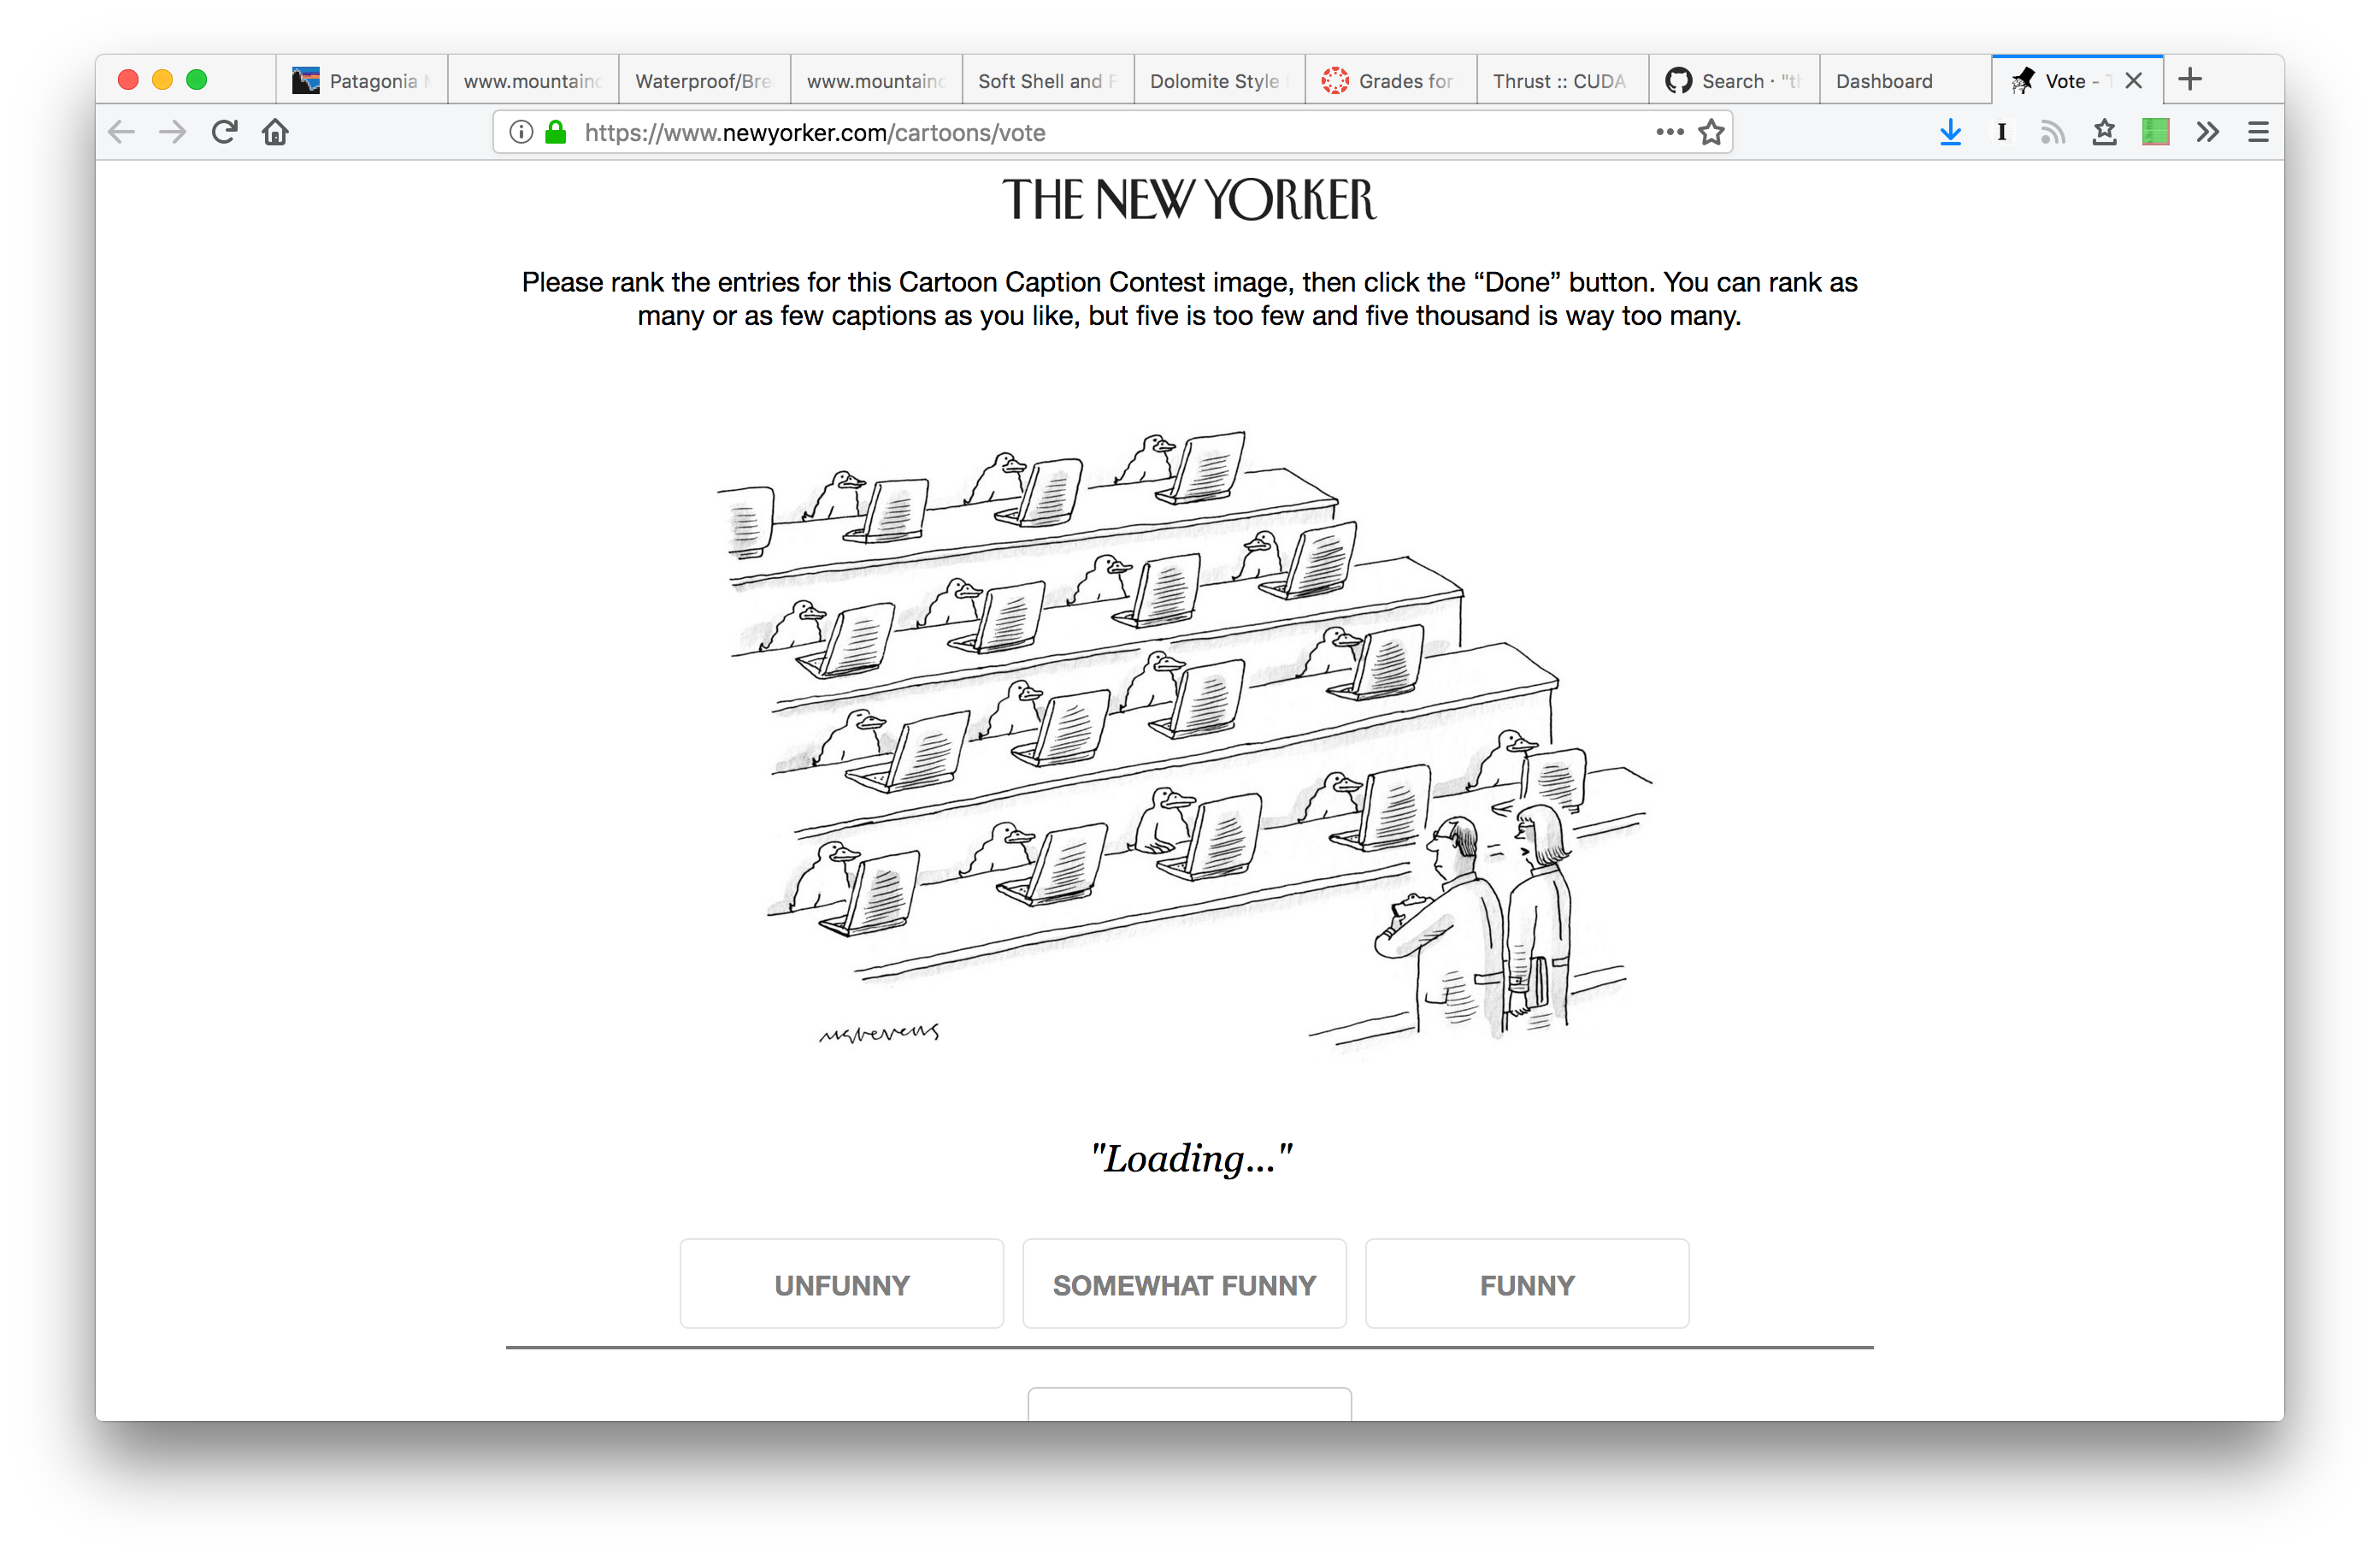 Patagonia M
www.mountainc
Waterproof/Bre
www.mountainc
Soft Shell and F
Dolomite Style
Grades for
Thrust :: CUDA
Search · "th
Dashboard
Vote - T
https://www.newyorker.com/cartoons/vote
I
THE NEW YORKER
Please rank the entries for this Cartoon Caption Contest image, then click the “Done” button. You can rank as
many or as few captions as you like, but five is too few and five thousand is way too many.
"Loading..."
UNFUNNY
SOMEWHAT FUNNY
FUNNY